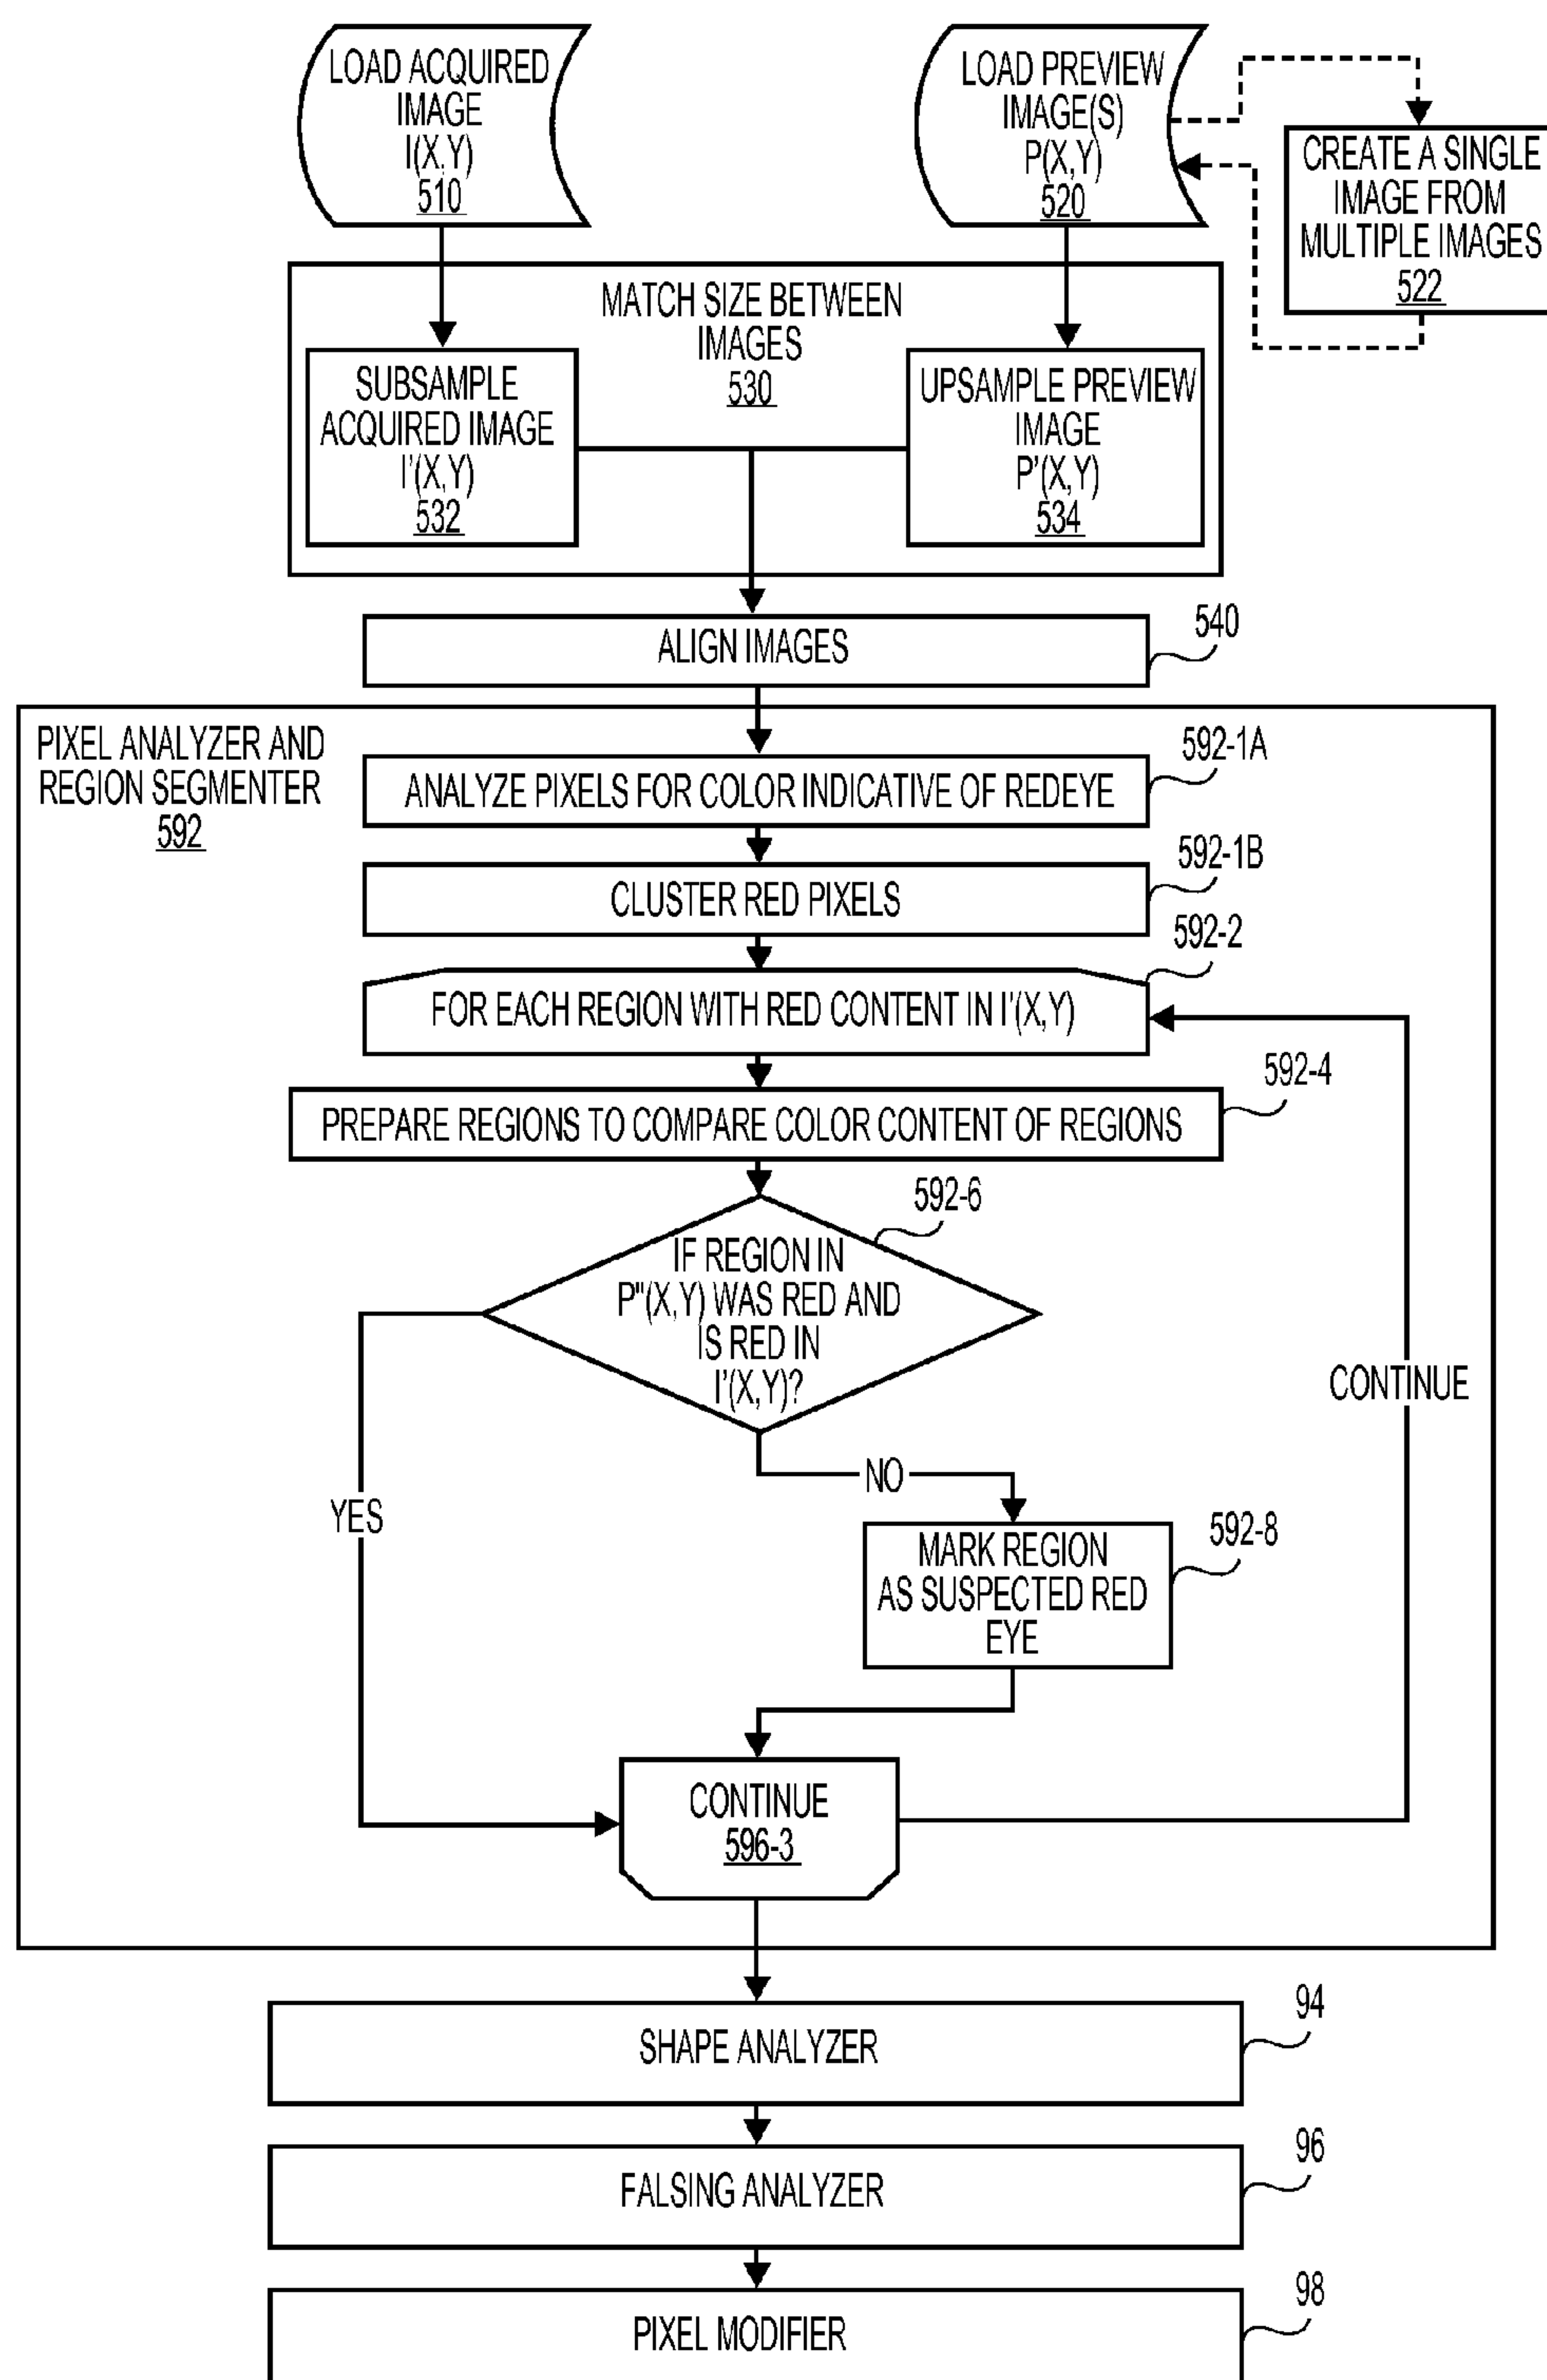 LOAD ACQUIRED
IMAGE
I(X,Y)
510
LOAD PREVIEW
IMAGE(S)
P(X,Y)
520
CREATE A SINGLE
IMAGE FROM
MULTIPLE IMAGES
522
MATCH SIZE BETWEEN
IMAGES
530
SUBSAMPLE
ACQUIRED IMAGE
I'(X,Y)
532
UPSAMPLE PREVIEW
IMAGE
P'(X,Y)
534
ALIGN IMAGES
540
PIXEL ANALYZER AND
REGION SEGMENTER
592
ANALYZE PIXELS FOR COLOR INDICATIVE OF REDEYE
592-1A
CLUSTER RED PIXELS
592-1B
FOR EACH REGION WITH RED CONTENT IN I'(X,Y)
592-2
PREPARE REGIONS TO COMPARE COLOR CONTENT OF REGIONS
592-4
IF REGION IN
P"(X,Y) WAS RED AND
IS RED IN
I'(X,Y)?
592-6
CONTINUE
NO
YES
MARK REGION
AS SUSPECTED RED
EYE
592-8
CONTINUE
596-3
SHAPE ANALYZER
94
FALSING ANALYZER
96
PIXEL MODIFIER
98